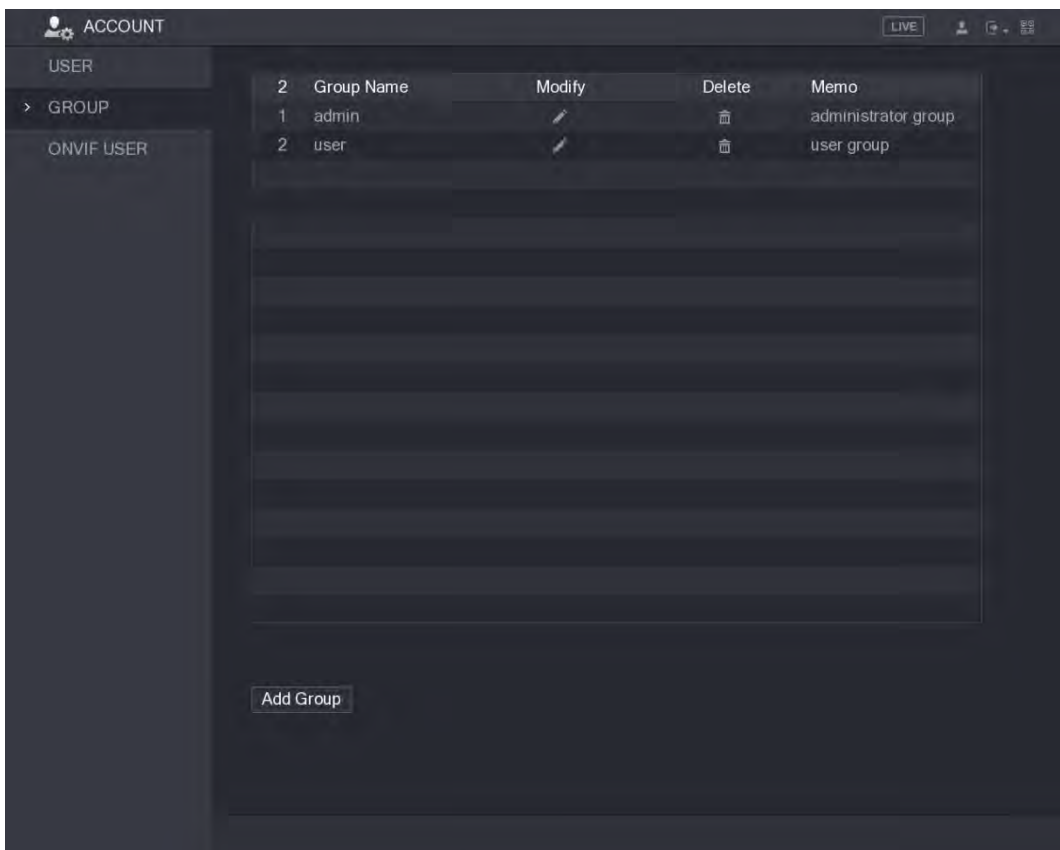 ACCOUNT
LIVE
USER
GROUP
ONVIF USER
2 Group Name Modify Delete Memo
1 admin administrator group
2 user user group
Add Group